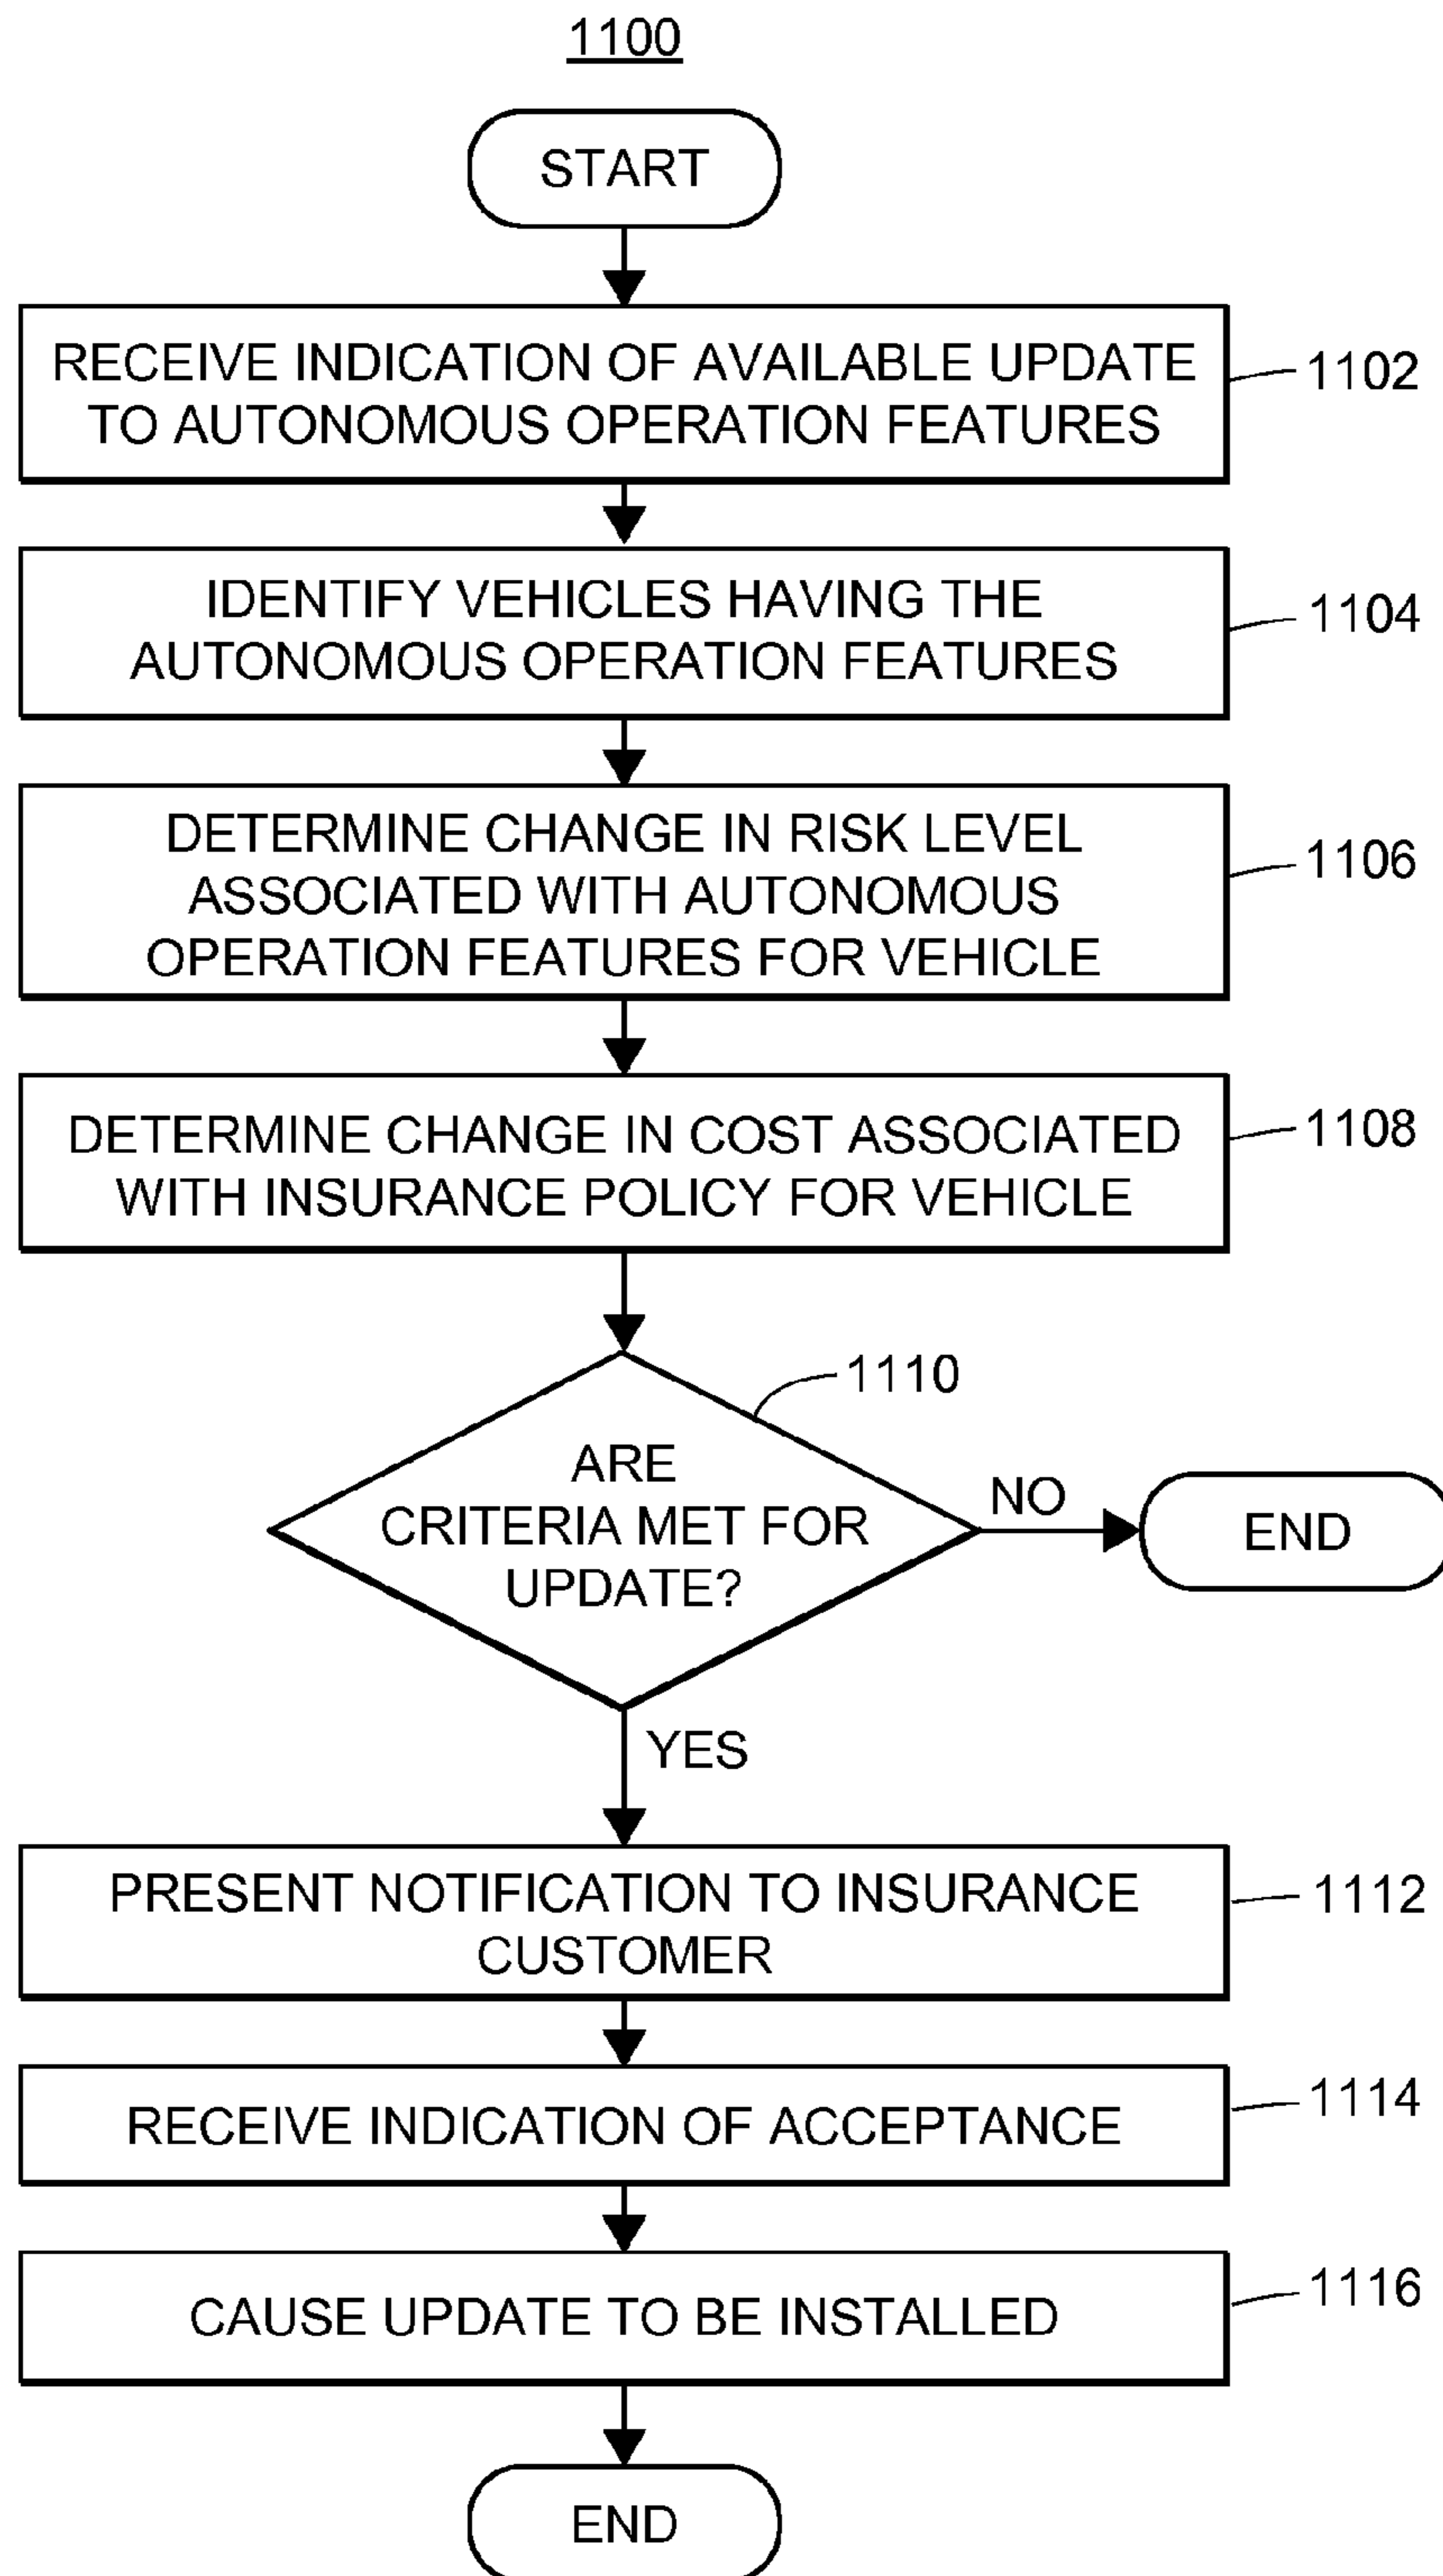 1100
START
RECEIVE INDICATION OF AVAILABLE UPDATE
TO AUTONOMOUS OPERATION FEATURES
1102
IDENTIFY VEHICLES HAVING THE
AUTONOMOUS OPERATION FEATURES
1104
DETERMINE CHANGE IN RISK LEVEL
ASSOCIATED WITH AUTONOMOUS
OPERATION FEATURES FOR VEHICLE
1106
DETERMINE CHANGE IN COST ASSOCIATED
WITH INSURANCE POLICY FOR VEHICLE
1108
1110
ARE
CRITERIA MET FOR
UPDATE?
NO
END
YES
PRESENT NOTIFICATION TO INSURANCE
CUSTOMER
1112
RECEIVE INDICATION OF ACCEPTANCE
1114
CAUSE UPDATE TO BE INSTALLED
1116
END